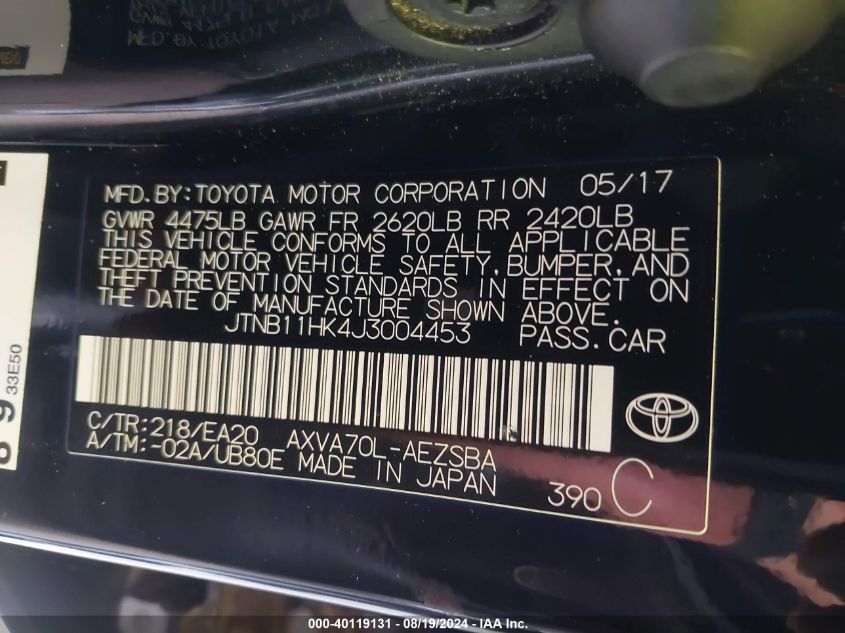 MFD.BY:TOYOTA MOTOR CORPORATION 05/17
GVWR 4475LB GAWR FR 2620LB RR 2420LB
THIS VEHICLE CONFORMS TO ALL APPLICABLE
FEDERAL MOTOR VEHICLE SAFETY, BUMPER, AND
THEFT PREVENTION STANDARDS IN EFFECT ON
THE DATE OF MANUFACTURE SHOWN ABOVE.
JTNB11HK4J3004453 PASS.CAR
C/TR:218/EA20 AXVA70L-AEZSBA
A/TM:-02A/UB80E MADE IN JAPAN
390 C
33E50
000-40119131 - 08/19/2024 - IAA Inc.